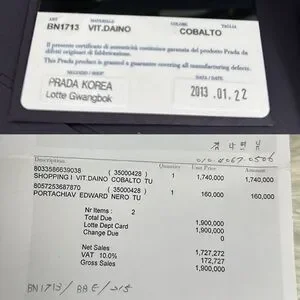 ART. MATERIALE COLORE TAGLIA
BN1713 VIT.DAINO COBALTO
Il presente certificato di autenticità costituisce garanzia del prodotto Prada da
difetti originari di fabbricazione.
This Prada product is granted a guarantee covering all manufacturing defects.
NEGOZIO / SHOP DATA / DATE
PRADA KOREA
Lotte Gwangbok
2013.01.22
010-4067-0506
Description Quantity Price Amount
8033586639038 ( 35000428 ) 1 1,740,000 1,740,000
SHOPPING I VIT.DAINO COBALTO TU
8057253687870 ( 35000428 ) 1 160,000 160,000
PORTACHIAV EDWARD NERO TU
Nr Items : 2
Total Due 1,900,000
Lotte Dept Card 1,900,000
Change Due 0
Net Sales 1,727,272
VAT 10.0% 172,727
Gross Sales 1,900,000
BN1713 / BBE / 215